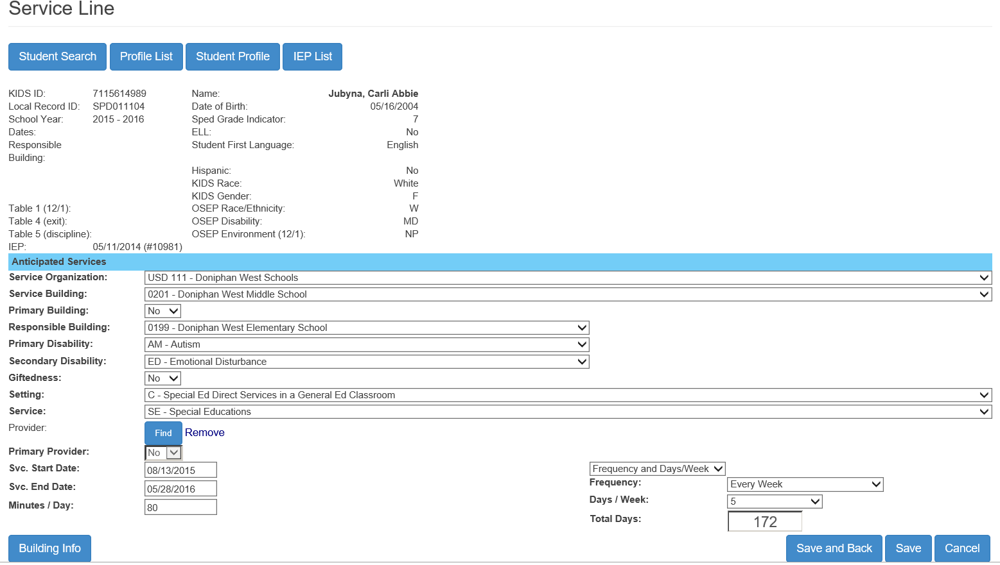 Service Line
Student Search Profile List Student Profile IEP List
KIDS ID: 7115614989 Name: Jubyna, Carli Abbie
Local Record ID: SPD011104 Date of Birth: 05/16/2004
School Year: 2015 - 2016 Sped Grade Indicator: 7
Dates: ELL: No
Responsible Student First Language: English
Building:
Hispanic: No
KIDS Race: White
KIDS Gender: F
Table 1 (12/1): OSEP Race/Ethnicity: W
Table 4 (exit): OSEP Disability: MD
Table 5 (discipline): OSEP Environment (12/1): NP
IEP: 05/11/2014 (#10981)
Anticipated Services
Service Organization: USD 111 - Doniphan West Schools
Service Building: 0201 - Doniphan West Middle School
Primary Building: No
Responsible Building: 0199 - Doniphan West Elementary School
Primary Disability: AM - Autism
Secondary Disability: ED - Emotional Disturbance
Giftedness: No
Setting: C - Special Ed Direct Services in a General Ed Classroom
Service: SE - Special Educations
Provider: Find Remove
Primary Provider: No
Svc. Start Date: 08/13/2015 Frequency and Days/Week
Frequency: Every Week
Svc. End Date: 05/28/2016
Days / Week: 5
Minutes / Day: 80
Total Days: 172
Building Info Save and Back Save Cancel